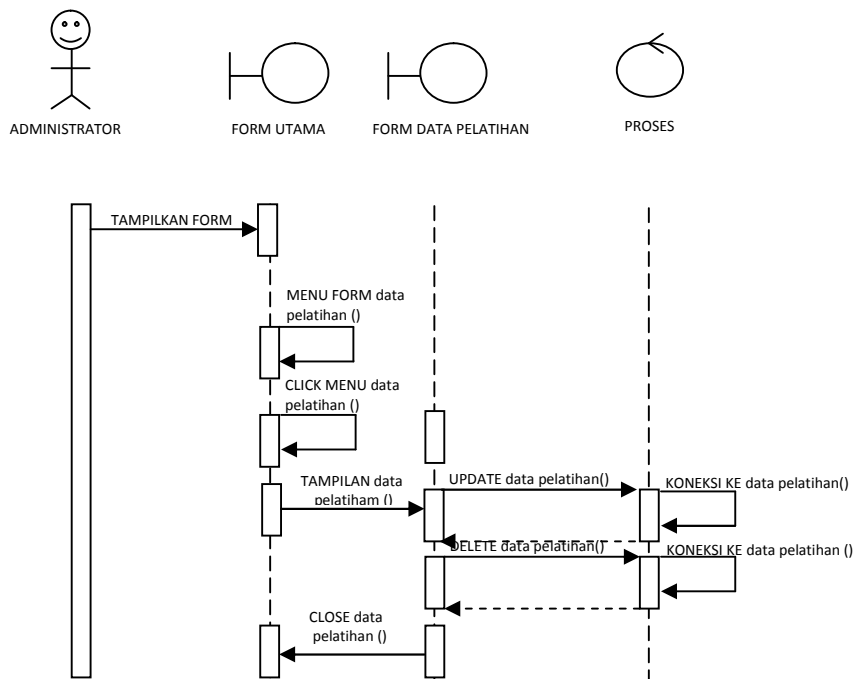 ADMINISTRATOR
FORM UTAMA
FORM DATA PELATIHAN
PROSES
TAMPILKAN FORM
MENU FORM data
pelatihan ()
CLICK MENU data
pelatihan ()
TAMPILAN data
pelatiham ()
UPDATE data pelatihan()
KONEKSI KE data pelatihan()
DELETE data pelatihan()
KONEKSI KE data pelatihan ()
CLOSE data
pelatihan ()